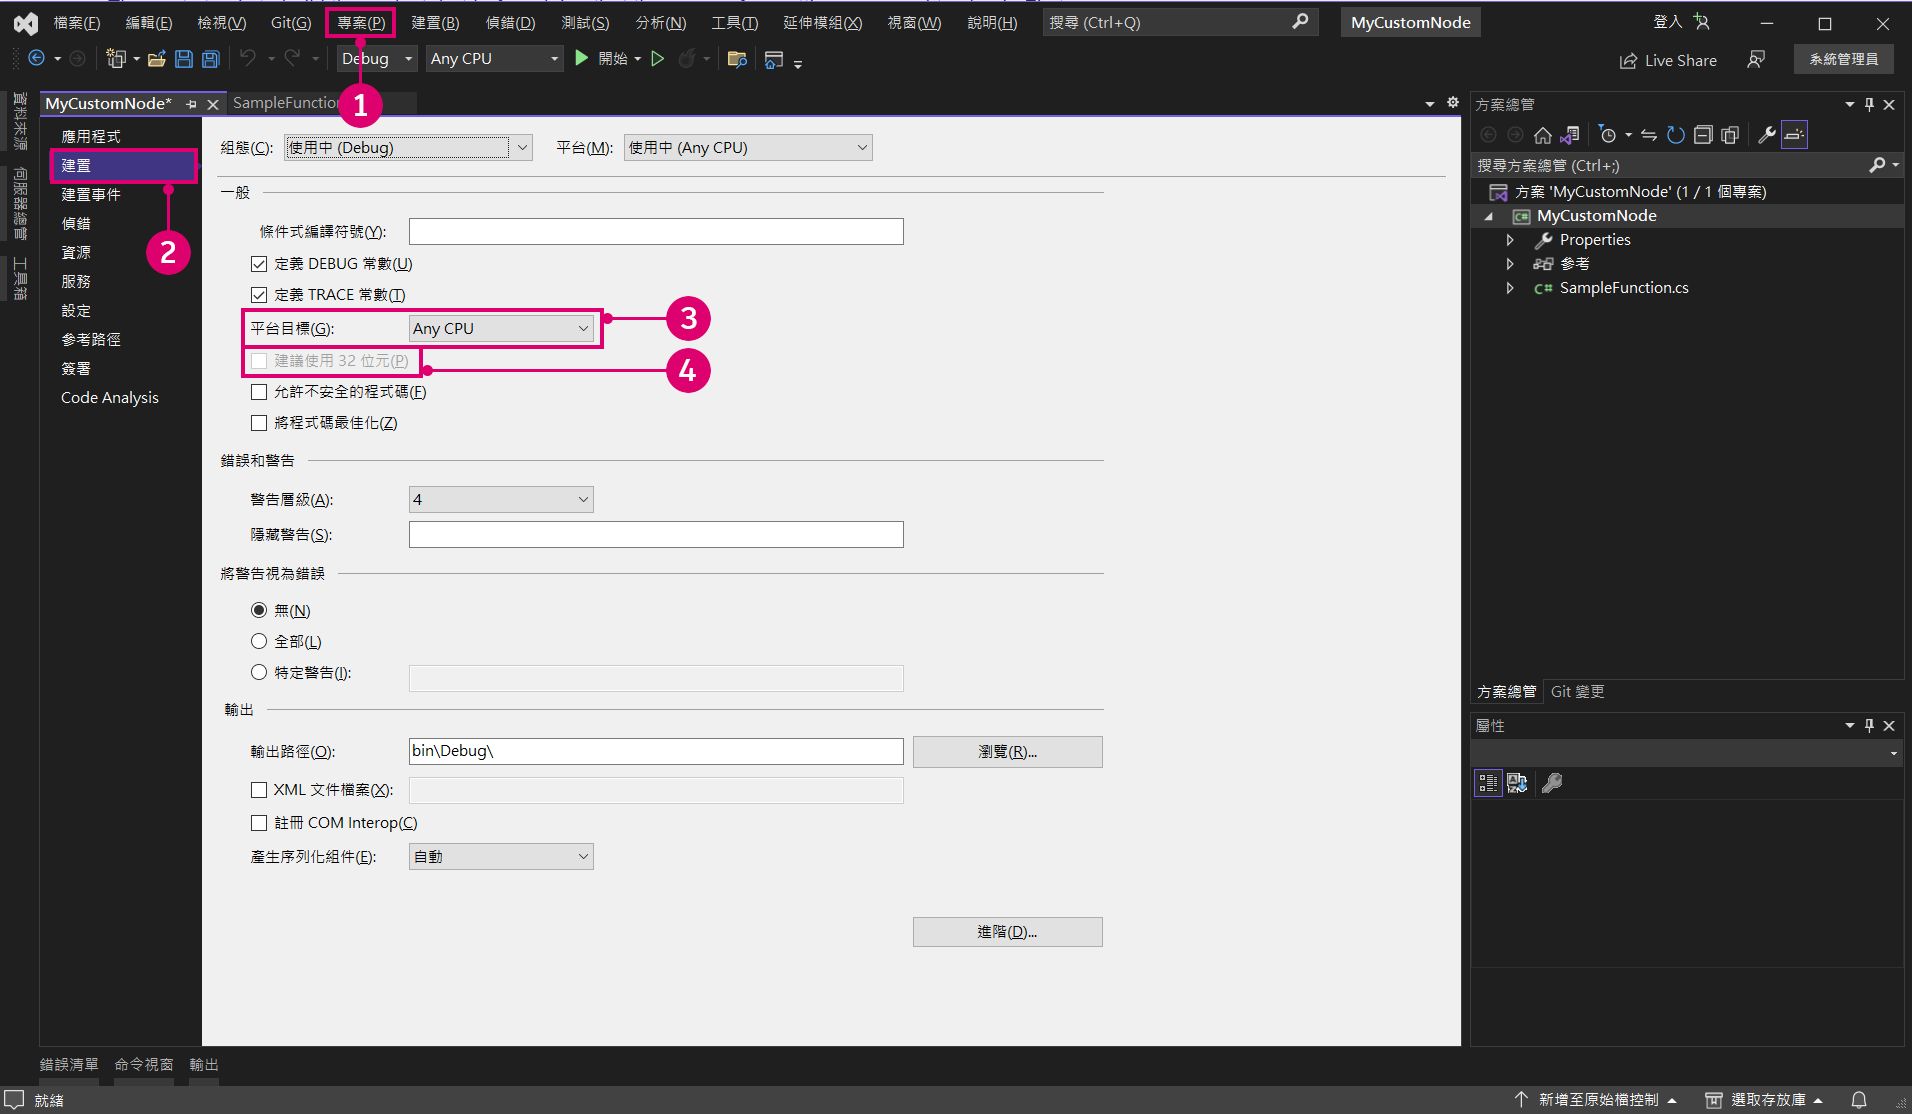 檔案(F) 編輯(E) 檢視(V) Git(G) 專案(P) 建置(B) 偵錯(D) 測試(S) 分析(N) 工具(T) 延伸模組(X) 視窗(W) 說明(H) 搜尋 (Ctrl+Q) MyCustomNode 登入
Debug Any CPU 開始 Live Share 系統管理員
1
MyCustomNode* SampleFunction
資料來源
伺服器總管
工具箱
應用程式
建置
建置事件
偵錯
資源
服務
設定
參考路徑
簽署
Code Analysis
2
組態(C): 使用中 (Debug) 平台(M): 使用中 (Any CPU)
一般
條件式編譯符號(Y):
定義 DEBUG 常數(U)
定義 TRACE 常數(T)
平台目標(G): Any CPU
3
建議使用 32 位元(P)
4
允許不安全的程式碼(F)
將程式碼最佳化(Z)
錯誤和警告
警告層級(A): 4
隱藏警告(S):
將警告視為錯誤
無(N)
全部(L)
特定警告(I):
輸出
輸出路徑(O): bin\Debug\ 瀏覽(R)...
XML 文件檔案(X):
註冊 COM Interop(C)
產生序列化組件(E): 自動
進階(D)...
方案總管
搜尋方案總管 (Ctrl+;)
方案 'MyCustomNode' (1 / 1 個專案)
MyCustomNode
Properties
參考
SampleFunction.cs
方案總管 Git 變更
屬性
錯誤清單 命令視窗 輸出
就緒 新增至原始檔控制 選取存放庫